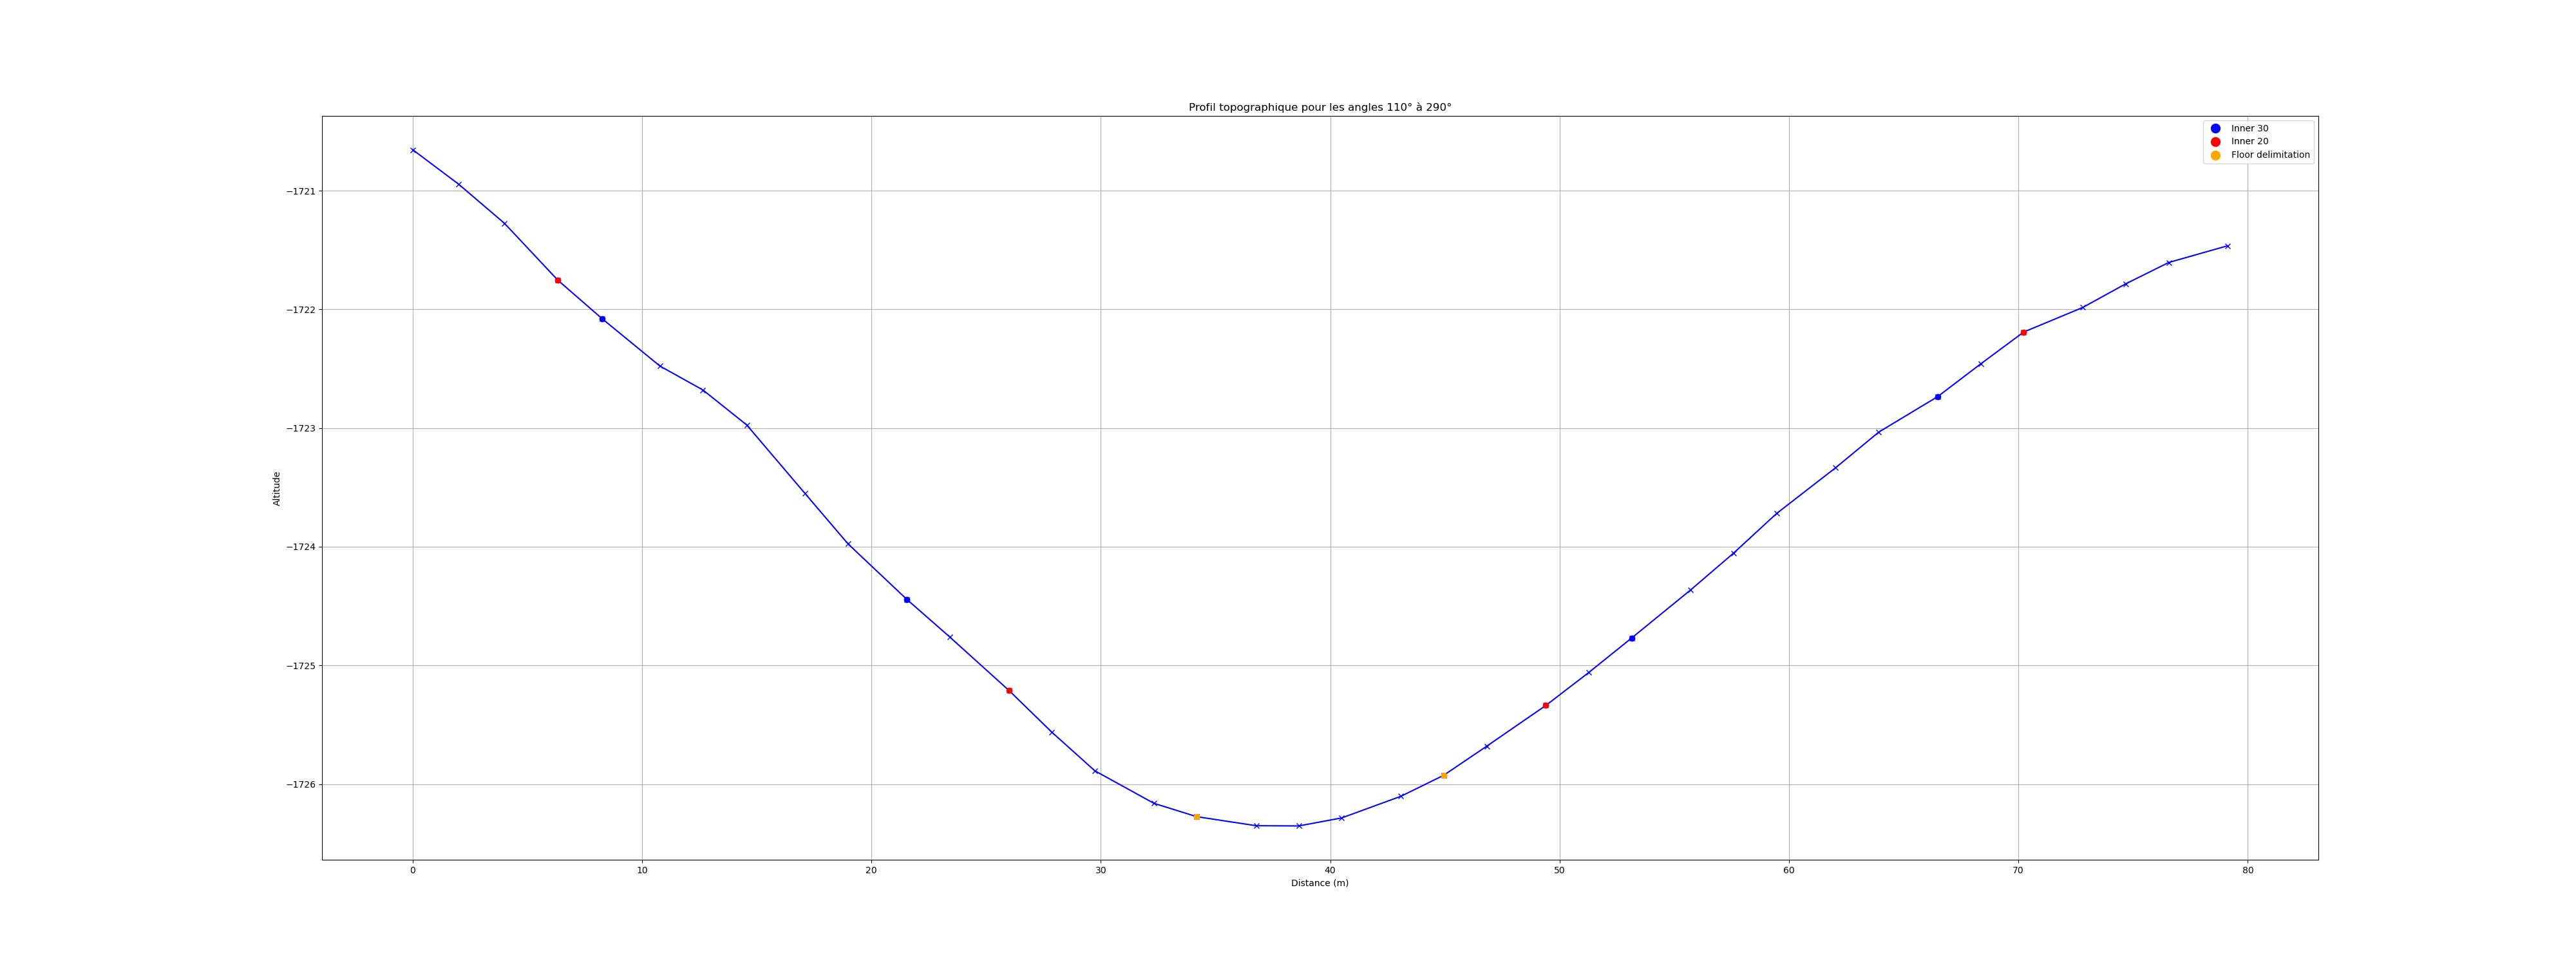 Profil topographique pour les angles 110° à 290°
Inner 30
Inner 20
Floor delimitation
Altitude
−1721
−1722
−1723
−1724
−1725
−1726
0 10 20 30 40 50 60 70 80
Distance (m)